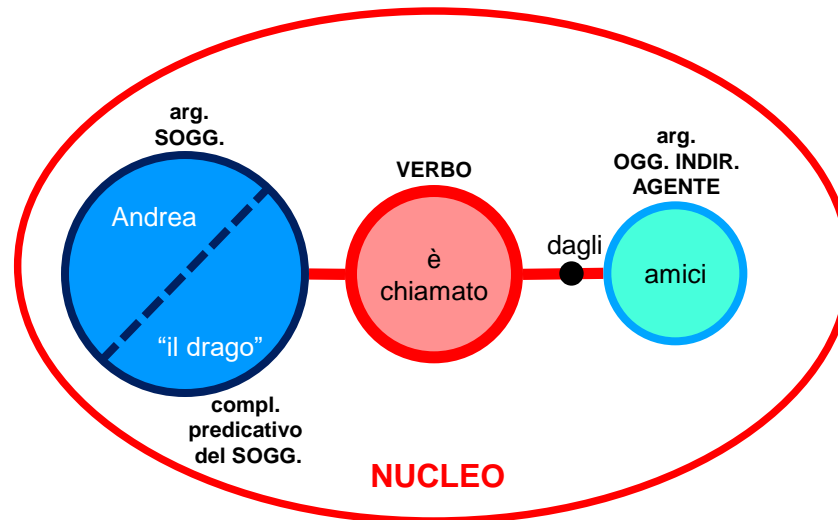 arg.
SOGG.
Andrea
“il drago”
compl.
predicativo
del SOGG.
VERBO
è
chiamato
dagli
arg.
OGG. INDIR.
AGENTE
amici
NUCLEO